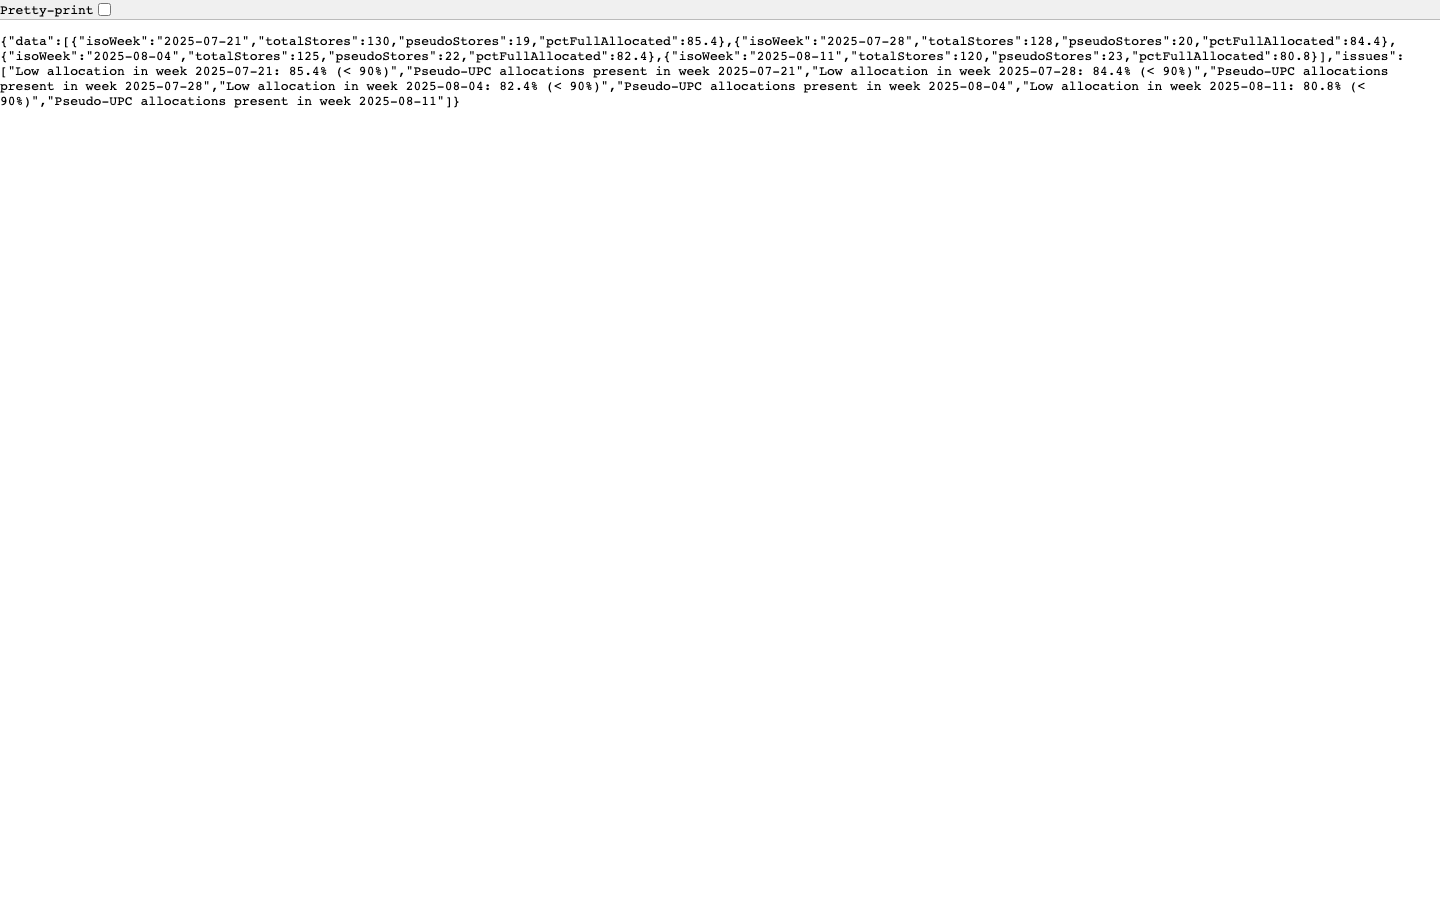 Pretty-print
{"data":[{"isoWeek":"2025-07-21","totalStores":130,"pseudoStores":19,"pctFullAllocated":85.4},{"isoWeek":"2025-07-28","totalStores":128,"pseudoStores":20,"pctFullAllocated":84.4},
{"isoWeek":"2025-08-04","totalStores":125,"pseudoStores":22,"pctFullAllocated":82.4},{"isoWeek":"2025-08-11","totalStores":120,"pseudoStores":23,"pctFullAllocated":80.8}],"issues":
["Low allocation in week 2025-07-21: 85.4% (< 90%)","Pseudo-UPC allocations present in week 2025-07-21","Low allocation in week 2025-07-28: 84.4% (< 90%)","Pseudo-UPC allocations
present in week 2025-07-28","Low allocation in week 2025-08-04: 82.4% (< 90%)","Pseudo-UPC allocations present in week 2025-08-04","Low allocation in week 2025-08-11: 80.8% (<
90%)","Pseudo-UPC allocations present in week 2025-08-11"]}